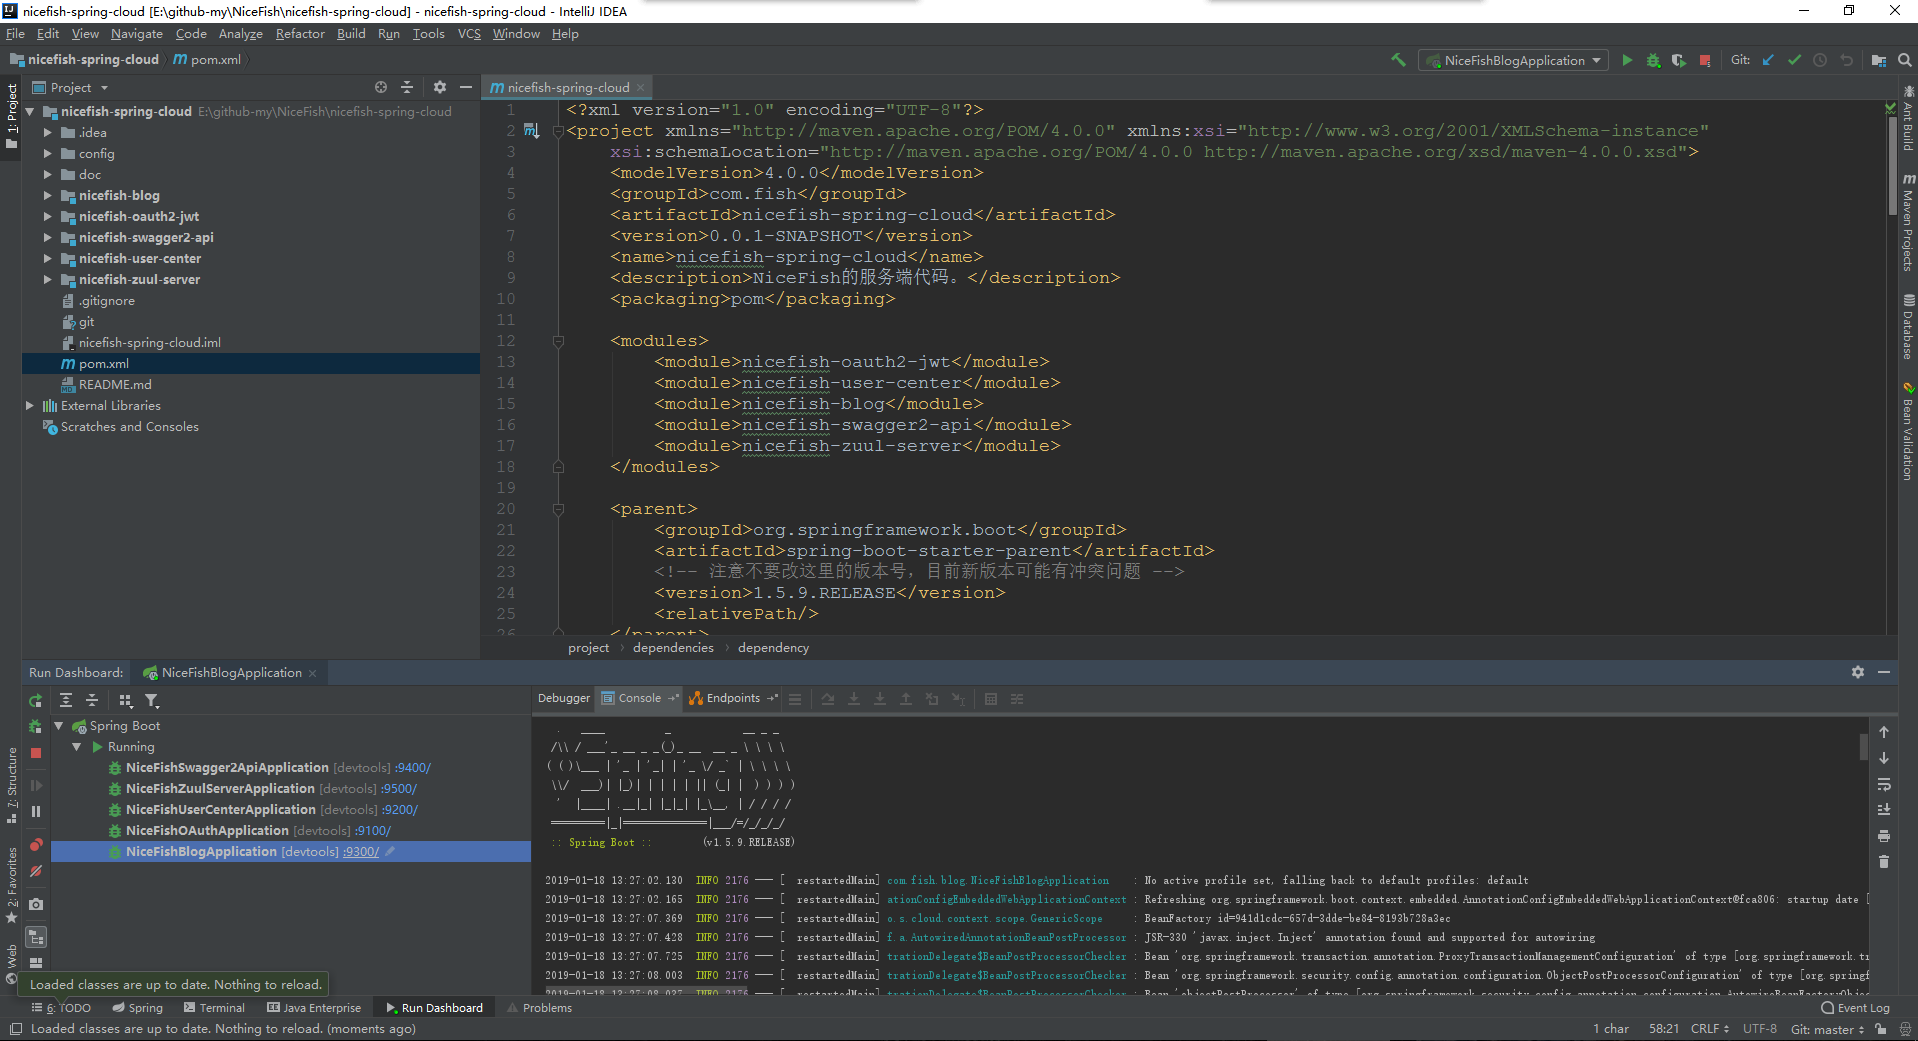 nicefish-spring-cloud [E:\github-my\NiceFish\nicefish-spring-cloud] - nicefish-spring-cloud - IntelliJ IDEA
File Edit View Navigate Code Analyze Refactor Build Run Tools VCS Window Help
nicefish-spring-cloud pom.xml
NiceFishBlogApplication Git:
Project
nicefish-spring-cloud
1: Project
nicefish-spring-cloud E:\github-my\NiceFish\nicefish-spring-cloud
.idea
config
doc
nicefish-blog
nicefish-oauth2-jwt
nicefish-swagger2-api
nicefish-user-center
nicefish-zuul-server
.gitignore
git
nicefish-spring-cloud.iml
pom.xml
README.md
External Libraries
Scratches and Consoles
1 <?xml version="1.0" encoding="UTF-8"?>
2 <project xmlns="http://maven.apache.org/POM/4.0.0" xmlns:xsi="http://www.w3.org/2001/XMLSchema-instance"
3 xsi:schemaLocation="http://maven.apache.org/POM/4.0.0 http://maven.apache.org/xsd/maven-4.0.0.xsd">
4 <modelVersion>4.0.0</modelVersion>
5 <groupId>com.fish</groupId>
6 <artifactId>nicefish-spring-cloud</artifactId>
7 <version>0.0.1-SNAPSHOT</version>
8 <name>nicefish-spring-cloud</name>
9 <description>NiceFish的服务端代码。</description>
10 <packaging>pom</packaging>
11
12 <modules>
13 <module>nicefish-oauth2-jwt</module>
14 <module>nicefish-user-center</module>
15 <module>nicefish-blog</module>
16 <module>nicefish-swagger2-api</module>
17 <module>nicefish-zuul-server</module>
18 </modules>
19
20 <parent>
21 <groupId>org.springframework.boot</groupId>
22 <artifactId>spring-boot-starter-parent</artifactId>
23 <!-- 注意不要改这里的版本号，目前新版本可能有冲突问题 -->
24 <version>1.5.9.RELEASE</version>
25 <relativePath/>
26 </parent>
project › dependencies › dependency
Ant Build
Maven Projects
Database
Bean Validation
Run Dashboard: NiceFishBlogApplication
Debugger Console Endpoints
Spring Boot
Running
NiceFishSwagger2ApiApplication [devtools] :9400/
NiceFishZuulServerApplication [devtools] :9500/
NiceFishUserCenterApplication [devtools] :9200/
NiceFishOAuthApplication [devtools] :9100/
NiceFishBlogApplication [devtools] :9300/
7: Structure
2: Favorites
Web
:: Spring Boot :: (v1.5.9.RELEASE)
2019-01-18 13:27:02.130 INFO 2176 --- [ restartedMain] com.fish.blog.NiceFishBlogApplication : No active profile set, falling back to default profiles: default
2019-01-18 13:27:02.165 INFO 2176 --- [ restartedMain] ationConfigEmbeddedWebApplicationContext : Refreshing org.springframework.boot.context.embedded.AnnotationConfigEmbeddedWebApplicationContext@fca806: startup date [
2019-01-18 13:27:07.369 INFO 2176 --- [ restartedMain] o.s.cloud.context.scope.GenericScope : BeanFactory id=941d1cdc-657d-3dde-be84-8193b728a3ec
2019-01-18 13:27:07.428 INFO 2176 --- [ restartedMain] f.a.AutowiredAnnotationBeanPostProcessor : JSR-330 'javax.inject.Inject' annotation found and supported for autowiring
2019-01-18 13:27:07.725 INFO 2176 --- [ restartedMain] trationDelegate$BeanPostProcessorChecker : Bean 'org.springframework.transaction.annotation.ProxyTransactionManagementConfiguration' of type [org.springframework.tr
2019-01-18 13:27:08.003 INFO 2176 --- [ restartedMain] trationDelegate$BeanPostProcessorChecker : Bean 'org.springframework.security.config.annotation.configuration.ObjectPostProcessorConfiguration' of type [org.springf
2019-01-18 13:27:08.037 INFO 2176 --- [ restartedMain] trationDelegate$BeanPostProcessorChecker : Bean 'objectPostProcessor' of type [org.springframework.security.config.annotation.configuration.AutowireBeanFactoryObjec
Loaded classes are up to date. Nothing to reload.
6: TODO Spring Terminal Java Enterprise Run Dashboard Problems Event Log
Loaded classes are up to date. Nothing to reload. (moments ago) 1 char 58:21 CRLF UTF-8 Git: master